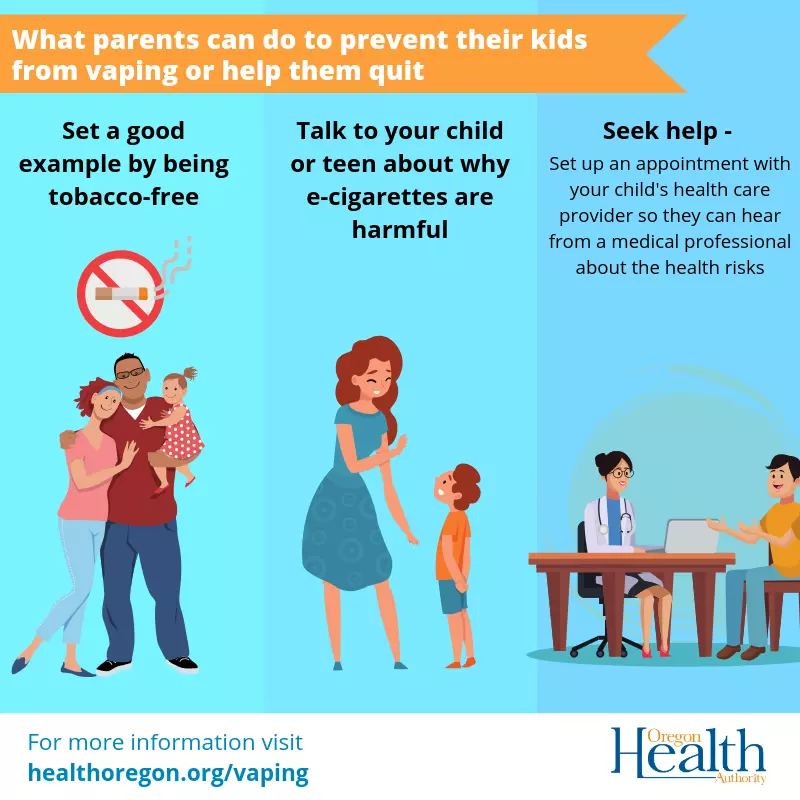 What parents can do to prevent their kids
from vaping or help them quit
Set a good
example by being
tobacco-free
Talk to your child
or teen about why
e-cigarettes are
harmful
Seek help -
Set up an appointment with
your child's health care
provider so they can hear
from a medical professional
about the health risks
For more information visit
healthoregon.org/vaping
Oregon
Health
Authority